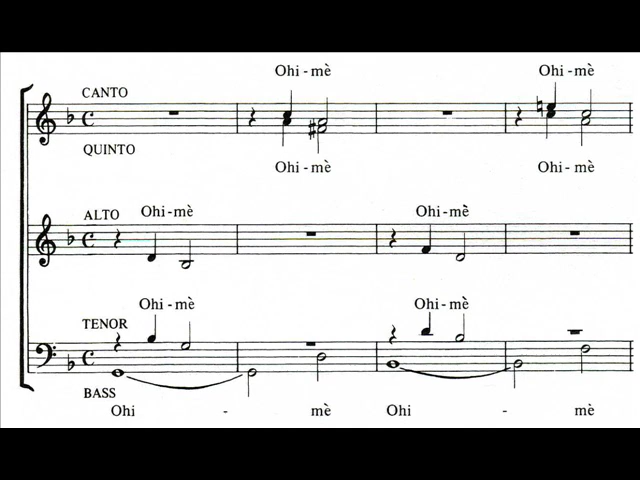 Ohi - mè Ohi - mè
CANTO
QUINTO
Ohi - mè Ohi - mè
ALTO Ohi - mè Ohi - mè
Ohi - mè Ohi - mè
TENOR
BASS
Ohi - mè Ohi - mè